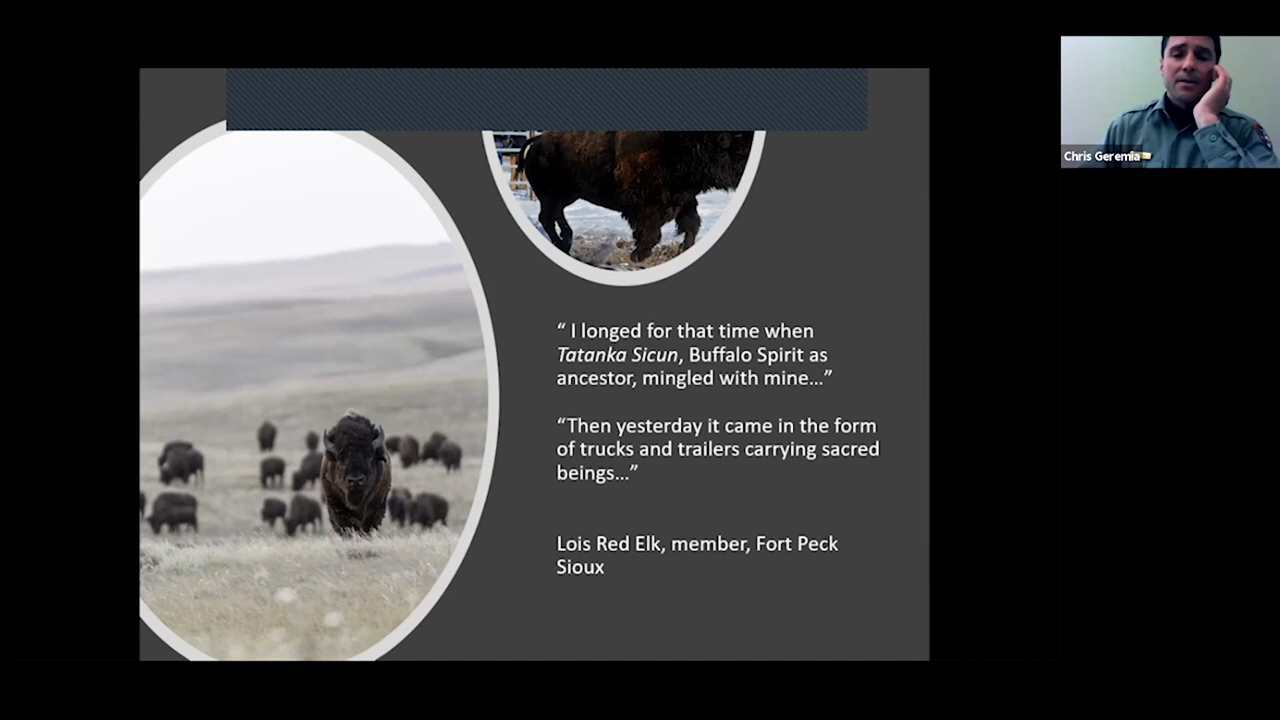 Chris Geremia
“ I longed for that time when
Tatanka Sicun, Buffalo Spirit as
ancestor, mingled with mine…”
“Then yesterday it came in the form
of trucks and trailers carrying sacred
beings…”
Lois Red Elk, member, Fort Peck
Sioux